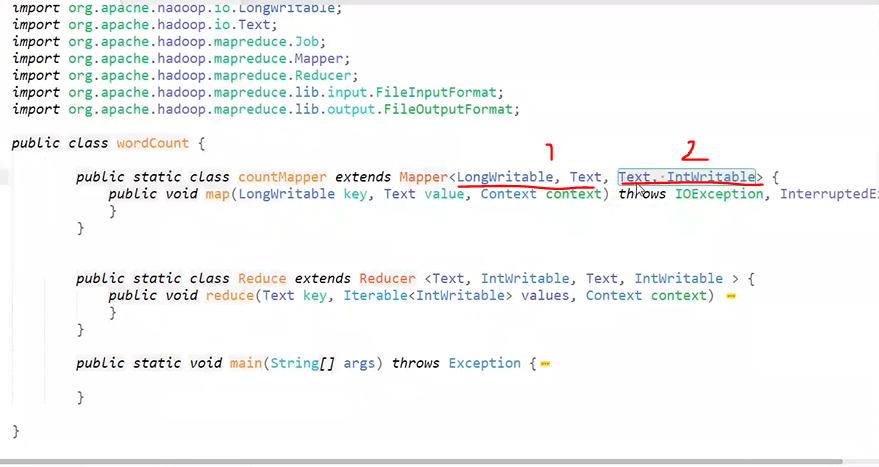 import org.apache.hadoop.io.LongWritable;
import org.apache.hadoop.io.Text;
import org.apache.hadoop.mapreduce.Job;
import org.apache.hadoop.mapreduce.Mapper;
import org.apache.hadoop.mapreduce.Reducer;
import org.apache.hadoop.mapreduce.lib.input.FileInputFormat;
import org.apache.hadoop.mapreduce.lib.output.FileOutputFormat;
public class wordCount {
1 2
public static class countMapper extends Mapper<LongWritable, Text, Text, IntWritable> {
public void map(LongWritable key, Text value, Context context) throws IOException, InterruptedEx
}
}
public static class Reduce extends Reducer <Text, IntWritable, Text, IntWritable > {
public void reduce(Text key, Iterable<IntWritable> values, Context context)
}
}
public static void main(String[] args) throws Exception {
}
}